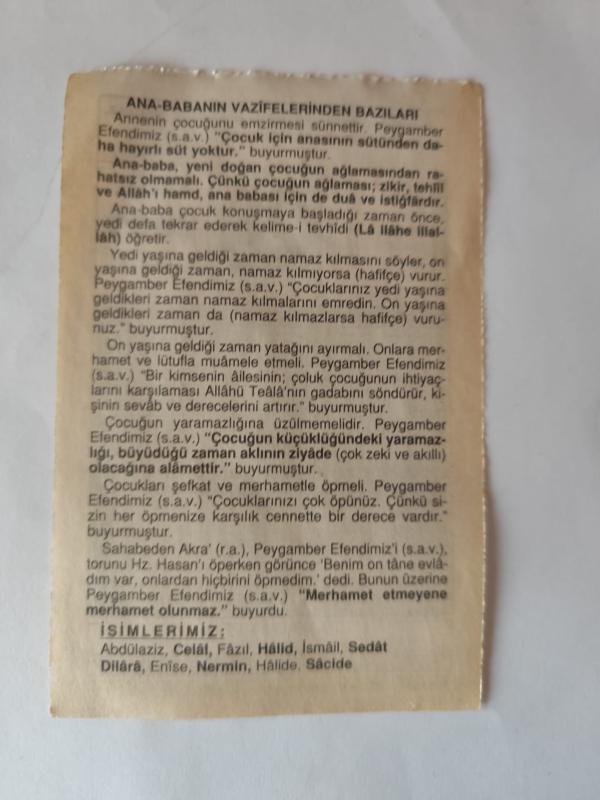 ANA-BABANIN VAZİFELERİNDEN BAZILARI
Annenin çocuğunu emzirmesi sünnettir. Peygamber
Efendimiz (s.a.v.) "Çocuk için anasının sütünden da-
ha hayırlı süt yoktur." buyurmuştur.
Ana-baba, yeni doğan çocuğun ağlamasından ra-
hatsız olmamalı. Çünkü çocuğun ağlaması; zikir, tehlîl
ve Allâh'ı hamd, ana babası için de duâ ve istiğfârdır.
Ana-baba çocuk konuşmaya başladığı zaman önce,
yedi defa tekrar ederek kelime-i tevhîdi (Lâ ilâhe illal-
lâh) öğretir.
Yedi yaşına geldiği zaman namaz kılmasını söyler, on
yaşına geldiği zaman, namaz kılmıyorsa (hafifçe) vurur.
Peygamber Efendimiz (s.a.v.) "Çocuklarınız yedi yaşına
geldikleri zaman namaz kılmalarını emredin. On yaşına
geldikleri zaman da (namaz kılmazlarsa hafifçe) vuru-
nuz." buyurmuştur.
On yaşına geldiği zaman yatağını ayırmalı. Onlara mer-
hamet ve lütufla muâmele etmeli. Peygamber Efendimiz
(s.a.v.) "Bir kimsenin âilesinin; çoluk çocuğunun ihtiyaç-
larını karşılaması Allâhü Teâlâ'nın gadabını söndürür, ki-
şinin sevâb ve derecelerini artırır." buyurmuştur.
Çocuğun yaramazlığına üzülmemelidir. Peygamber
Efendimiz (s.a.v.) "Çocuğun küçüklüğündeki yaramaz-
lığı, büyüdüğü zaman aklının ziyâde (çok zeki ve akıllı)
olacağına alâmettir." buyurmuştur.
Çocukları şefkat ve merhametle öpmeli. Peygamber
Efendimiz (s.a.v.) "Çocuklarınızı çok öpünüz. Çünkü si-
zin her öpmenize karşılık cennette bir derece vardır."
buyurmuştur.
Sahabeden Akra' (r.a.), Peygamber Efendimiz'i (s.a.v.),
torunu Hz. Hasan'ı öperken görünce 'Benim on tâne evlâ-
dım var, onlardan hiçbirini öpmedim.' dedi. Bunun üzerine
Peygamber Efendimiz (s.a.v.) "Merhamet etmeyene
merhamet olunmaz." buyurdu.
İSİMLERİMİZ:
Abdülaziz, Celâl, Fâzıl, Hâlid, İsmâil, Sedât
Dilârâ, Enîse, Nermin, Hâlide, Sâcide